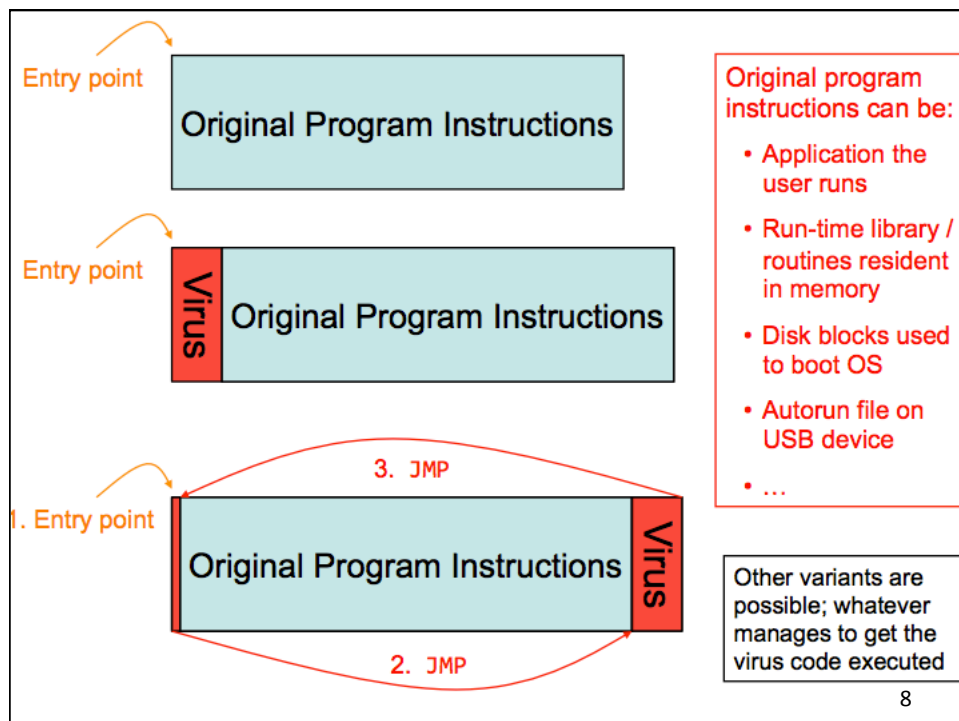 Entry point
Original Program Instructions
Entry point
Virus
Original Program Instructions
3. JMP
1. Entry point
Original Program Instructions
Virus
2. JMP
Original program
instructions can be:
• Application the
user runs
• Run-time library /
routines resident
in memory
• Disk blocks used
to boot OS
• Autorun file on
USB device
• ...
Other variants are
possible; whatever
manages to get the
virus code executed
8